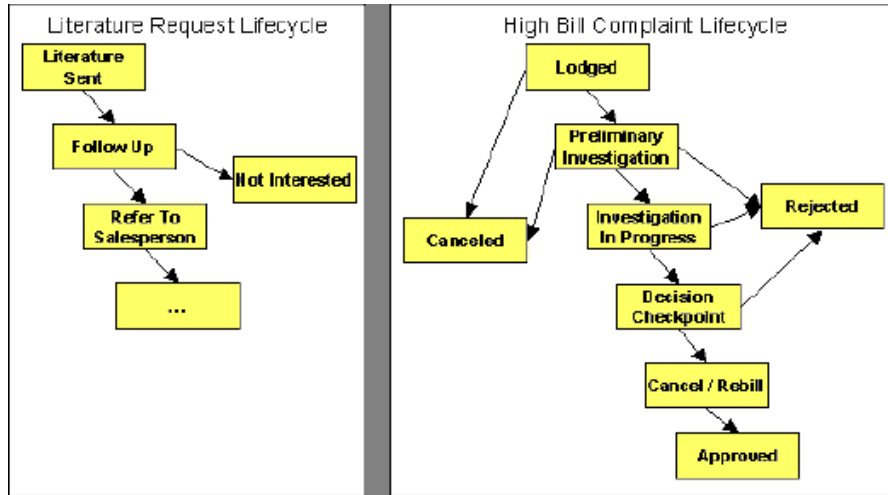 Literature Request Lifecycle
Literature
Sent
Follow Up
Not Interested
Refer To
Salesperson
...
High Bill Complaint Lifecycle
Lodged
Preliminary
Investigation
Canceled
Investigation
In Progress
Rejected
Decision
Checkpoint
Cancel / Rebill
Approved